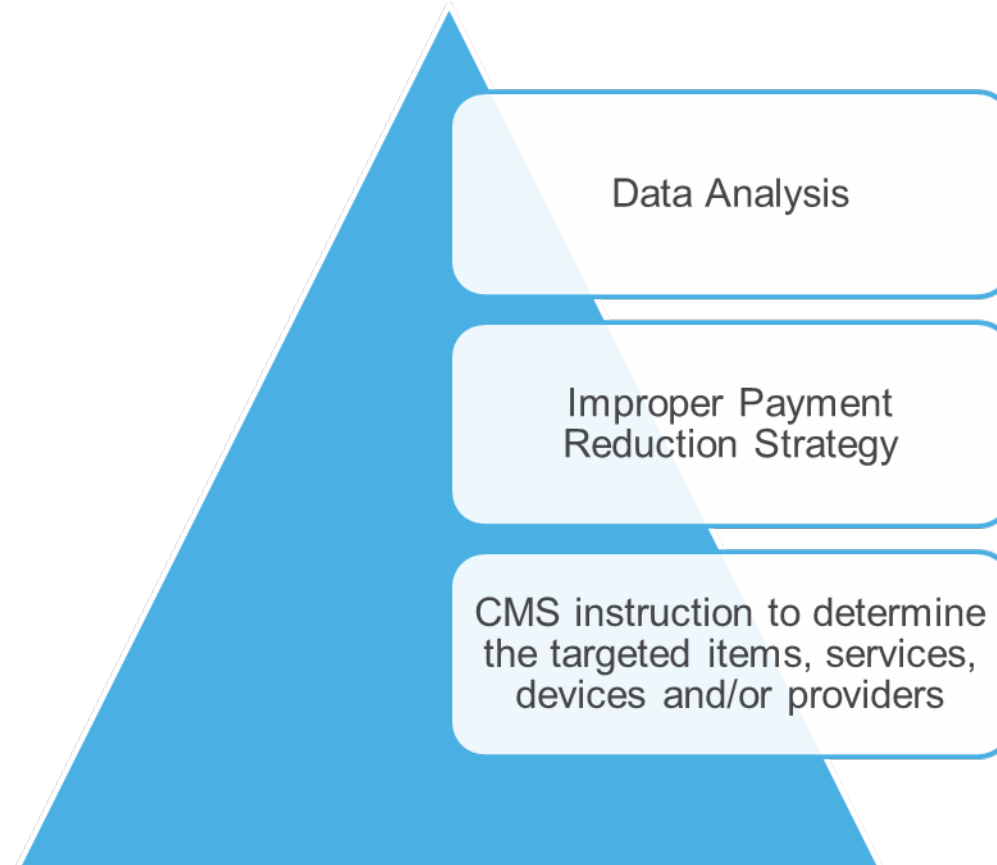 Data Analysis
Improper Payment
Reduction Strategy
CMS instruction to determine
the targeted items, services,
devices and/or providers